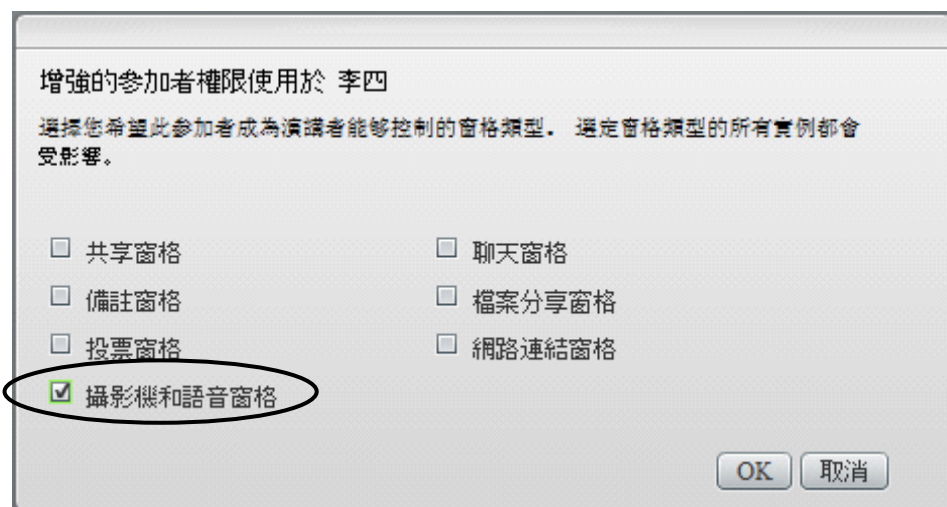 增強的參加者權限使用於 李四
選擇您希望此參加者成為演講者能够控制的窗格類型. 選定窗格類型的所有實例都會
受影響。
共享窗格
聊天窗格
備註窗格
檔案分享窗格
投票窗格
網路連結窗格
攝影機和語音窗格
OK 取消